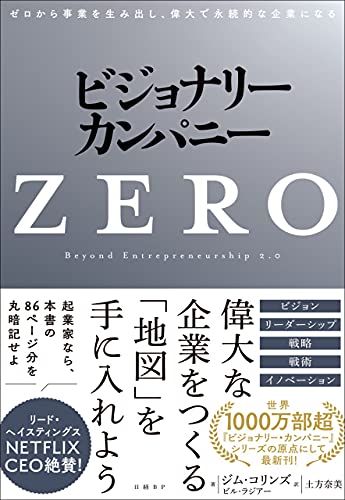 ゼロから事業を生み出し、偉大で永続的な企業になる
ビジョナリー
カンパニー
ZERO
Beyond Entrepreneurship 2.0
偉大な
企業をつくる
「地図」を
手に入れよう
起業家なら、
本書の
86ページ分を
丸暗記せよ
リード・
ヘイスティングス
NETFLIX
CEO絶賛!
ビジョン
リーダーシップ
戦略
戦術
イノベーション
世界
1000万部超
『ビジョナリー・カンパニー』
シリーズの原点にして
最新刊!
日経BP
著
ジム・コリンズ
ビル・ラジアー
訳
土方奈美